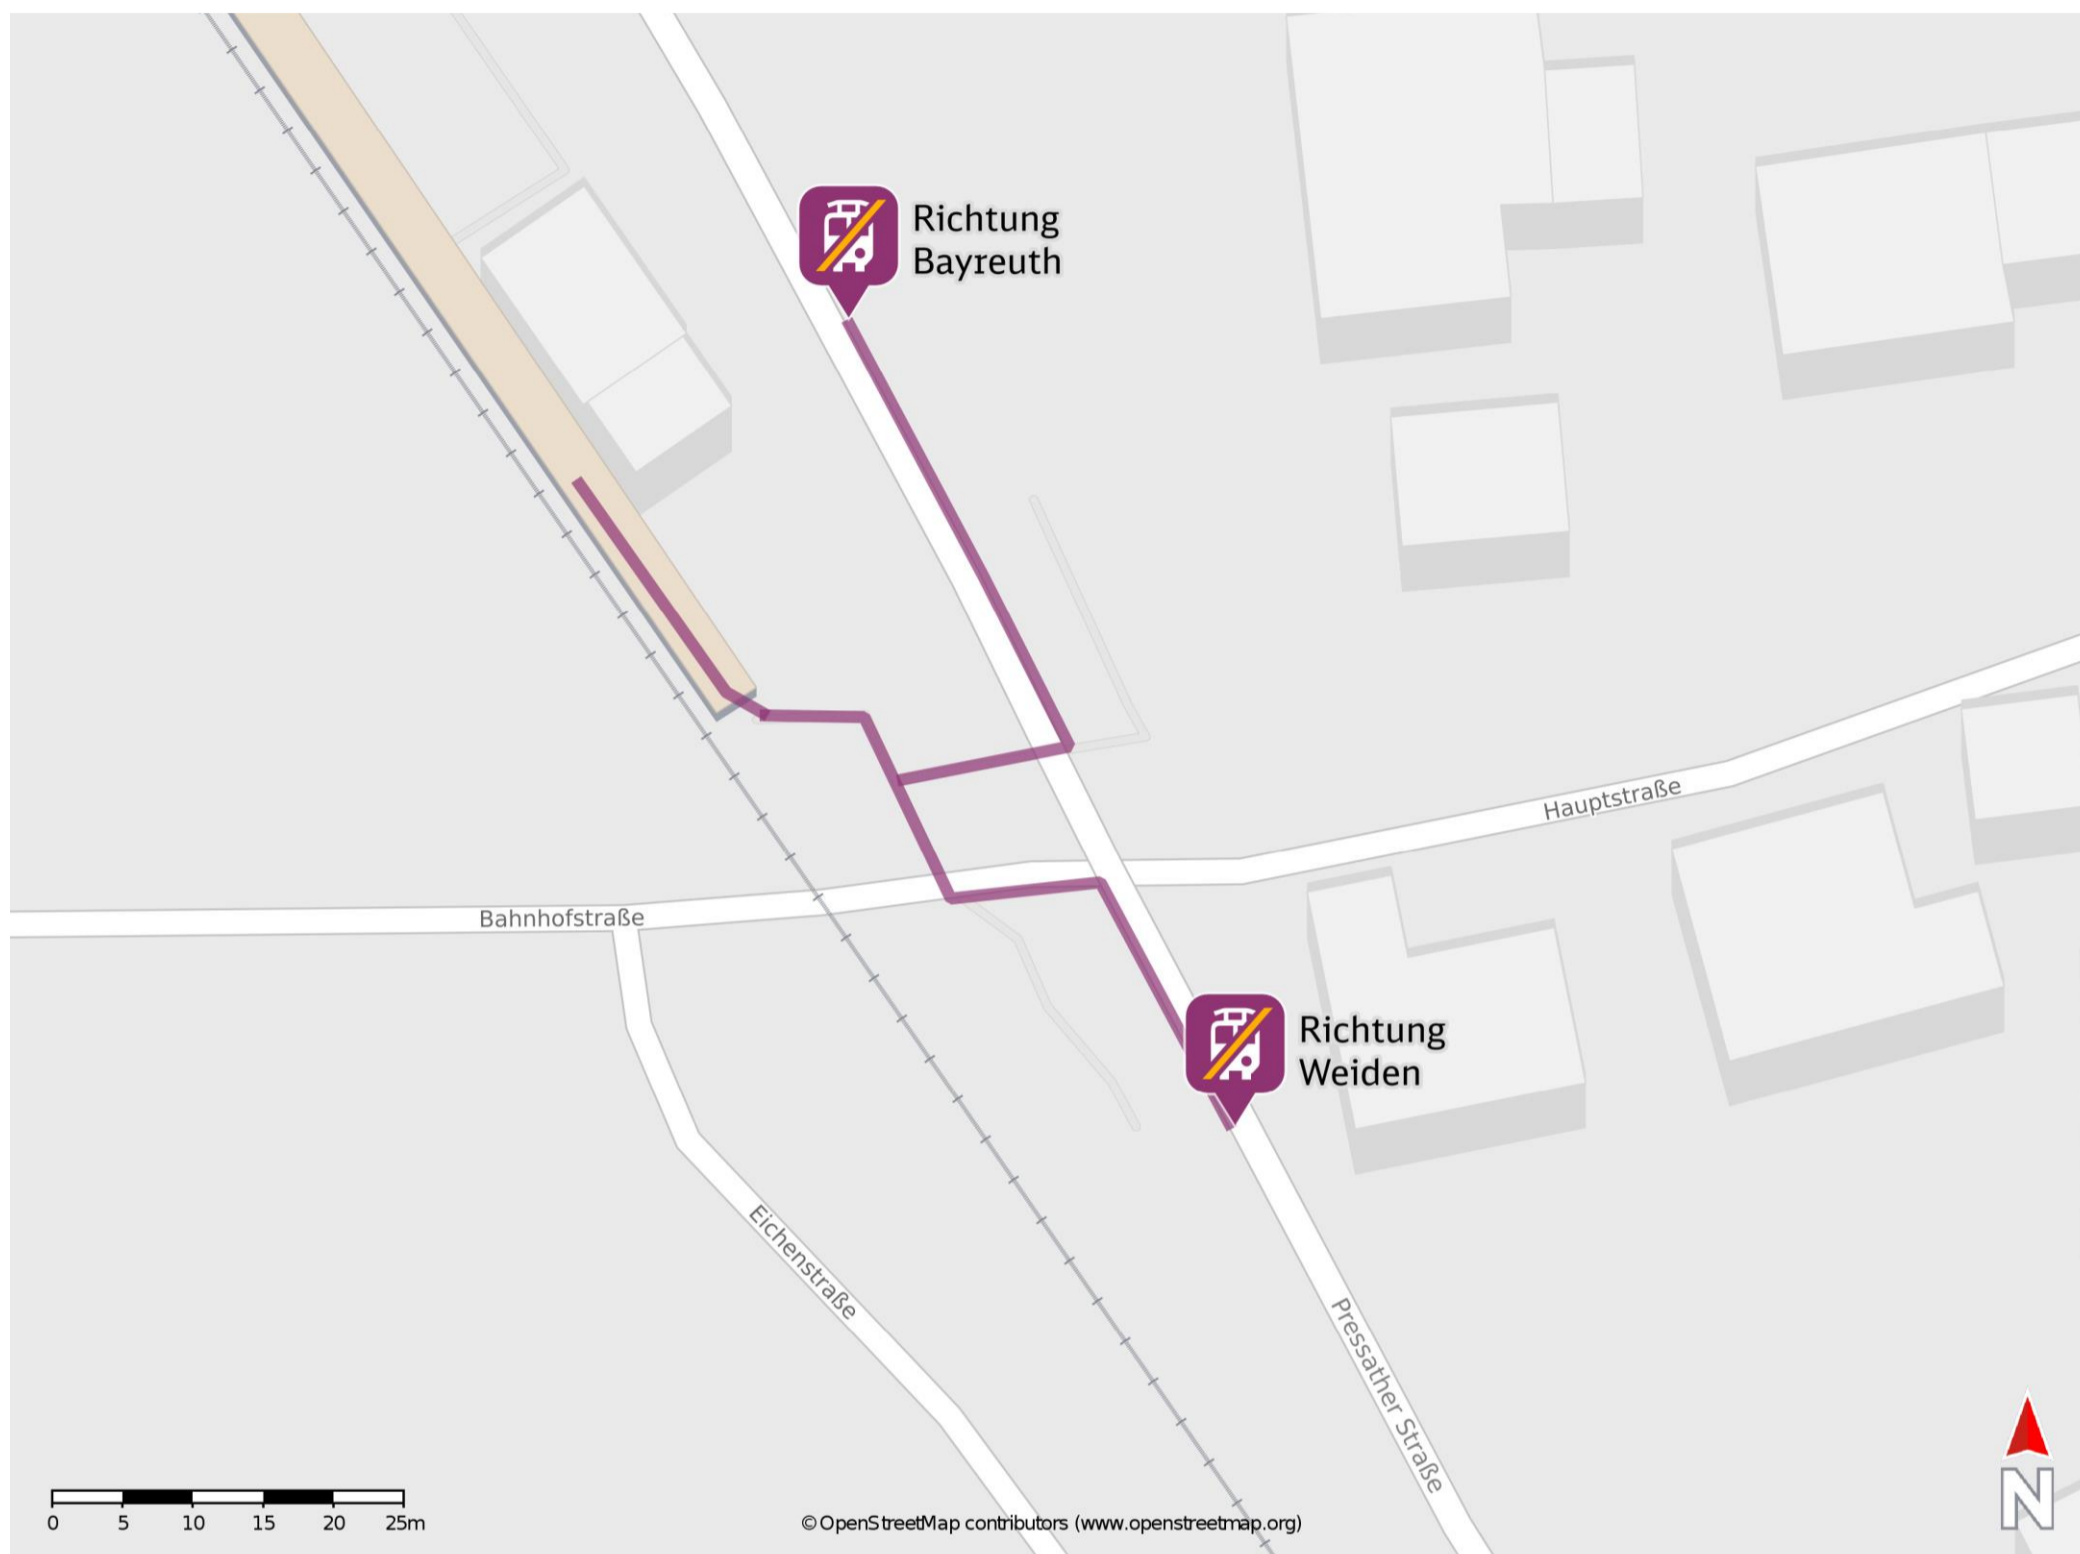 Richtung
Bayreuth
Hauptstraße
Bahnhofstraße
Richtung
Weiden
Eichenstraße
Pressather Straße
0 5 10 15 20 25m
© OpenStreetMap contributors (www.openstreetmap.org)
N